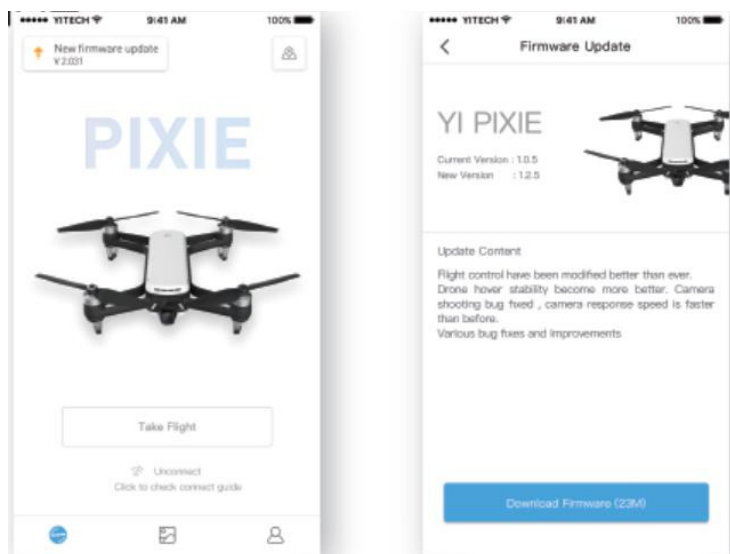 YITECH 9:41 AM 100%
New firmware update
V 2.031
PIXIE
Take Flight
Unconnect
Click to check connect guide
YITECH 9:41 AM 100%
Firmware Update
YI PIXIE
Current Version : 1.0.5
New Version : 1.2.5
Update Content
Flight control have been modified better than ever.
Drone hover stability become more better. Camera
shooting bug fixed , camera response speed is faster
than before.
Various bug fixes and Improvements
Download Firmware (23M)